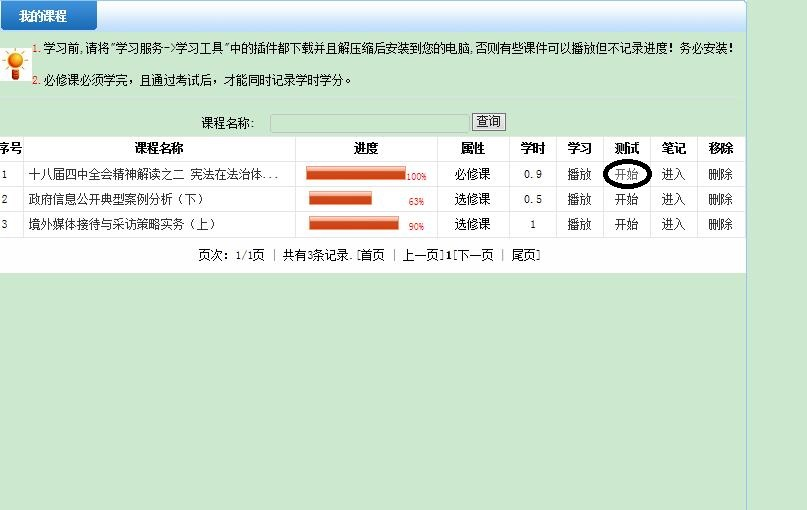 我的课程
1.学习前,请将"学习服务->学习工具"中的插件都下载并且解压缩后安装到您的电脑,否则有些课件可以播放但不记录进度！务必安装！
2.必修课必须学完，且通过考试后，才能同时记录学时学分。
课程名称： 查询
序号 课程名称 进度 属性 学时 学习 测试 笔记 移除
1 十八届四中全会精神解读之二 宪法在法治体... 100% 必修课 0.9 播放 开始 进入 删除
2 政府信息公开典型案例分析（下） 63% 选修课 0.5 播放 开始 进入 删除
3 境外媒体接待与采访策略实务（上） 90% 选修课 1 播放 开始 进入 删除
页次：1/1页 | 共有3条记录.[首页 | 上一页]1[下一页 | 尾页]